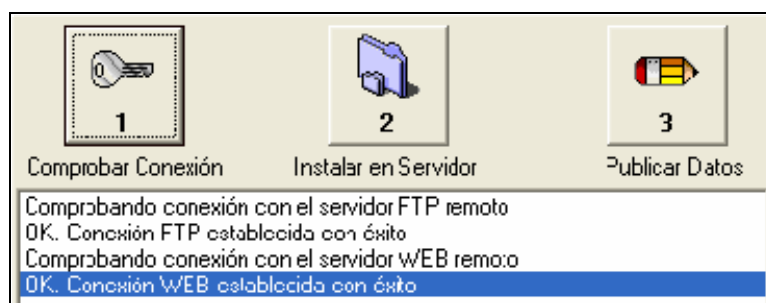 1
2
3
Comprobar Conexión
Instalar en Servidor
Publicar Datos
Comprobando conexión con el servidor FTP remoto
OK. Conexión FTP establecida con éxito
Comprobando conexión con el servidor WEB remoto
OK. Conexión WEB establecida con éxito